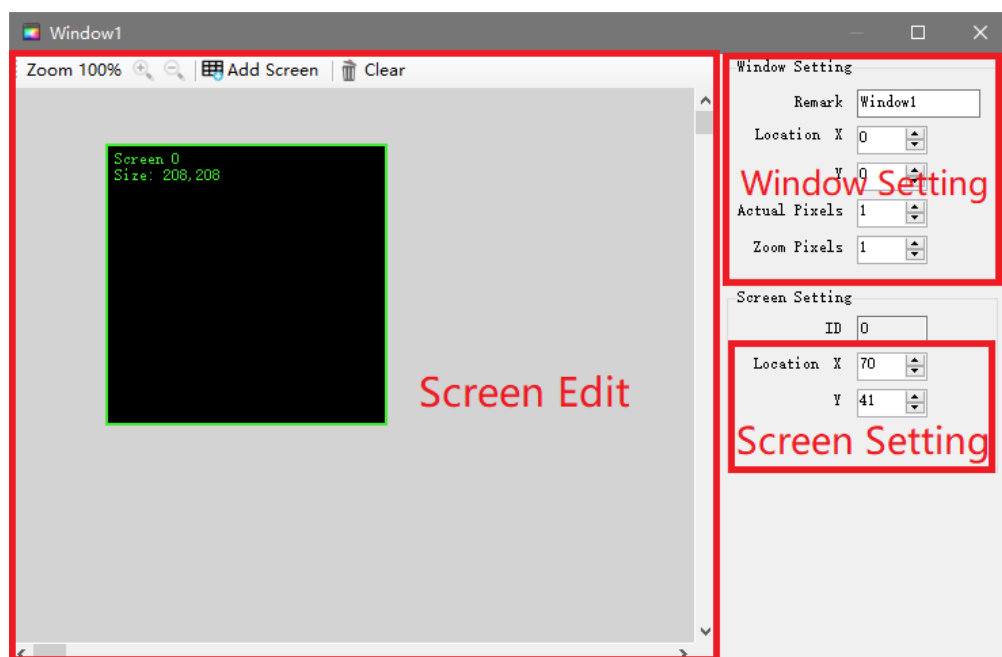 Window1
Zoom 100% Add Screen Clear
Screen 0
Size: 208,208
Screen Edit
Window Setting
Remark Window1
Location X 0
Y 0
Window Setting
Actual Pixels 1
Zoom Pixels 1
Screen Setting
ID 0
Location X 70
Y 41
Screen Setting